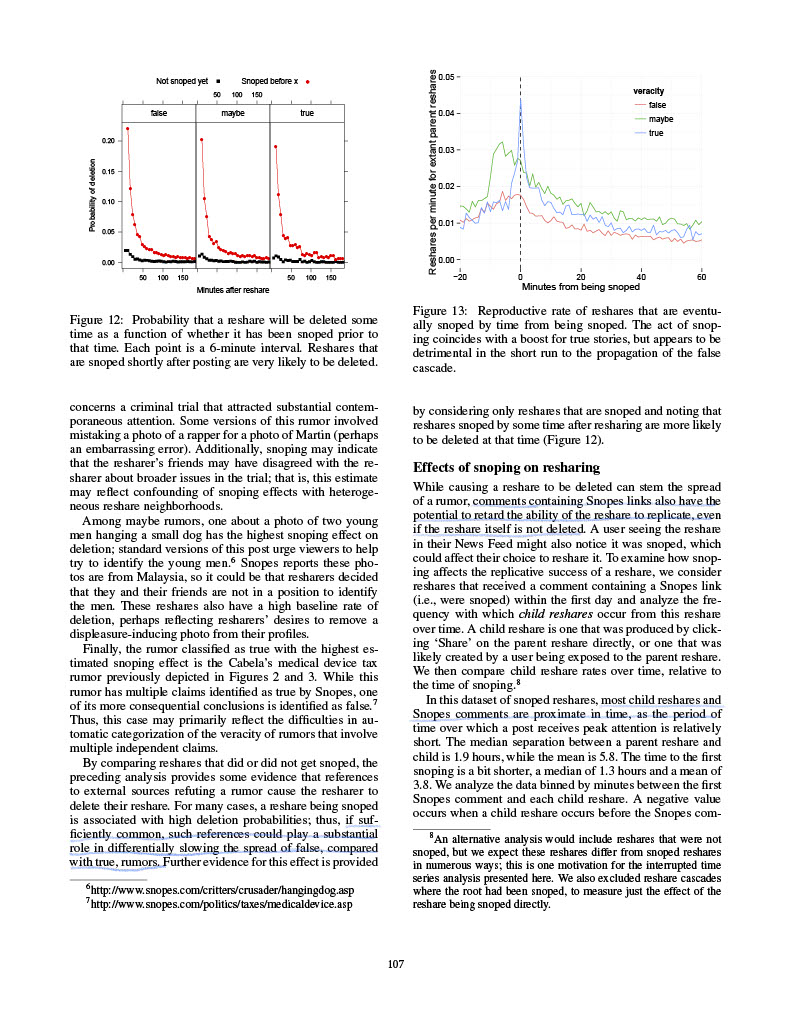 Not snoped yet
Snoped before x
50 100 150
false maybe true
0.20
0.15
0.10
0.05
0.00
Probability of deletion
50 100 150 50 100 150
Minutes after reshare
Figure 12: Probability that a reshare will be deleted some
time as a function of whether it has been snoped prior to
that time. Each point is a 6-minute interval. Reshares that
are snoped shortly after posting are very likely to be deleted.
concerns a criminal trial that attracted substantial contem-
poraneous attention. Some versions of this rumor involved
mistaking a photo of a rapper for a photo of Martin (perhaps
an embarrassing error). Additionally, snoping may indicate
that the resharer's friends may have disagreed with the re-
sharer about broader issues in the trial; that is, this estimate
may reflect confounding of snoping effects with heteroge-
neous reshare neighborhoods.
Among maybe rumors, one about a photo of two young
men hanging a small dog has the highest snoping effect on
deletion; standard versions of this post urge viewers to help
try to identify the young men.6 Snopes reports these pho-
tos are from Malaysia, so it could be that resharers decided
that they and their friends are not in a position to identify
the men. These reshares also have a high baseline rate of
deletion, perhaps reflecting resharers' desires to remove a
displeasure-inducing photo from their profiles.
Finally, the rumor classified as true with the highest es-
timated snoping effect is the Cabela's medical device tax
rumor previously depicted in Figures 2 and 3. While this
rumor has multiple claims identified as true by Snopes, one
of its more consequential conclusions is identified as false.7
Thus, this case may primarily reflect the difficulties in au-
tomatic categorization of the veracity of rumors that involve
multiple independent claims.
By comparing reshares that did or did not get snoped, the
preceding analysis provides some evidence that references
to external sources refuting a rumor cause the resharer to
delete their reshare. For many cases, a reshare being snoped
is associated with high deletion probabilities; thus, if suf-
ficiently common, such references could play a substantial
role in differentially slowing the spread of false, compared
with true, rumors. Further evidence for this effect is provided
6http://www.snopes.com/critters/crusader/hangingdog.asp
7http://www.snopes.com/politics/taxes/medicaldevice.asp
Reshares per minute for extant parent reshares
0.05
0.04
0.03
0.02
0.01
0.00
veracity
false
maybe
true
−20 0 20 40 60
Minutes from being snoped
Figure 13: Reproductive rate of reshares that are eventu-
ally snoped by time from being snoped. The act of snop-
ing coincides with a boost for true stories, but appears to be
detrimental in the short run to the propagation of the false
cascade.
by considering only reshares that are snoped and noting that
reshares snoped by some time after resharing are more likely
to be deleted at that time (Figure 12).
Effects of snoping on resharing
While causing a reshare to be deleted can stem the spread
of a rumor, comments containing Snopes links also have the
potential to retard the ability of the reshare to replicate, even
if the reshare itself is not deleted. A user seeing the reshare
in their News Feed might also notice it was snoped, which
could affect their choice to reshare it. To examine how snop-
ing affects the replicative success of a reshare, we consider
reshares that received a comment containing a Snopes link
(i.e., were snoped) within the first day and analyze the fre-
quency with which child reshares occur from this reshare
over time. A child reshare is one that was produced by click-
ing ‘Share’ on the parent reshare directly, or one that was
likely created by a user being exposed to the parent reshare.
We then compare child reshare rates over time, relative to
the time of snoping.8
In this dataset of snoped reshares, most child reshares and
Snopes comments are proximate in time, as the period of
time over which a post receives peak attention is relatively
short. The median separation between a parent reshare and
child is 1.9 hours, while the mean is 5.8. The time to the first
snoping is a bit shorter, a median of 1.3 hours and a mean of
3.8. We analyze the data binned by minutes between the first
Snopes comment and each child reshare. A negative value
occurs when a child reshare occurs before the Snopes com-
8An alternative analysis would include reshares that were not
snoped, but we expect these reshares differ from snoped reshares
in numerous ways; this is one motivation for the interrupted time
series analysis presented here. We also excluded reshare cascades
where the root had been snoped, to measure just the effect of the
reshare being snoped directly.
107